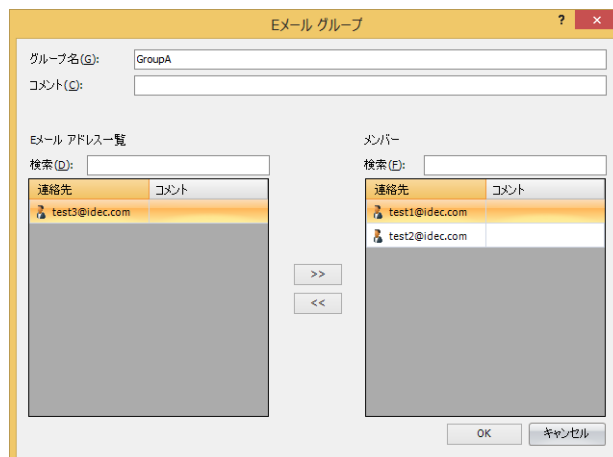 Eメール グループ
? ×
グループ名(G): GroupA
コメント(C):
Eメール アドレス一覧
検索(D):
連絡先 コメント
test3@idec.com
メンバー
検索(F):
連絡先 コメント
test1@idec.com
test2@idec.com
>>
<<
OK キャンセル